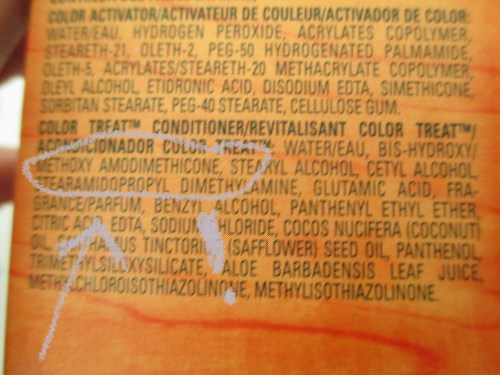 COLOR ACTIVATOR/ACTIVATEUR DE COULEUR/ACTIVADOR DE COLOR:
WATER/EAU, HYDROGEN PEROXIDE, ACRYLATES COPOLYMER,
STEARETH-21, OLETH-2, PEG-50 HYDROGENATED PALMAMIDE,
OLETH-5, ACRYLATES/STEARETH-20 METHACRYLATE COPOLYMER,
OLEYL ALCOHOL, ETIDRONIC ACID, DISODIUM EDTA, SIMETHICONE,
SORBITAN STEARATE, PEG-40 STEARATE, CELLULOSE GUM.
COLOR TREAT™ CONDITIONER/REVITALISANT COLOR TREAT™/
ACONDICIONADOR COLOR TREAT™: WATER/EAU, BIS-HYDROXY/
METHOXY AMODIMETHICONE, STEARYL ALCOHOL, CETYL ALCOHOL,
STEARAMIDOPROPYL DIMETHYLAMINE, GLUTAMIC ACID, FRA-
GRANCE/PARFUM, BENZYL ALCOHOL, PANTHENYL ETHYL ETHER,
CITRIC ACID, EDTA, SODIUM CHLORIDE, COCOS NUCIFERA (COCONUT)
OIL, CARTHAMUS TINCTORIUS (SAFFLOWER) SEED OIL, PANTHENOL,
TRIMETHYLSILOXYSILICATE, ALOE BARBADENSIS LEAF JUICE,
METHYLCHLOROISOTHIAZOLINONE, METHYLISOTHIAZOLINONE.
!